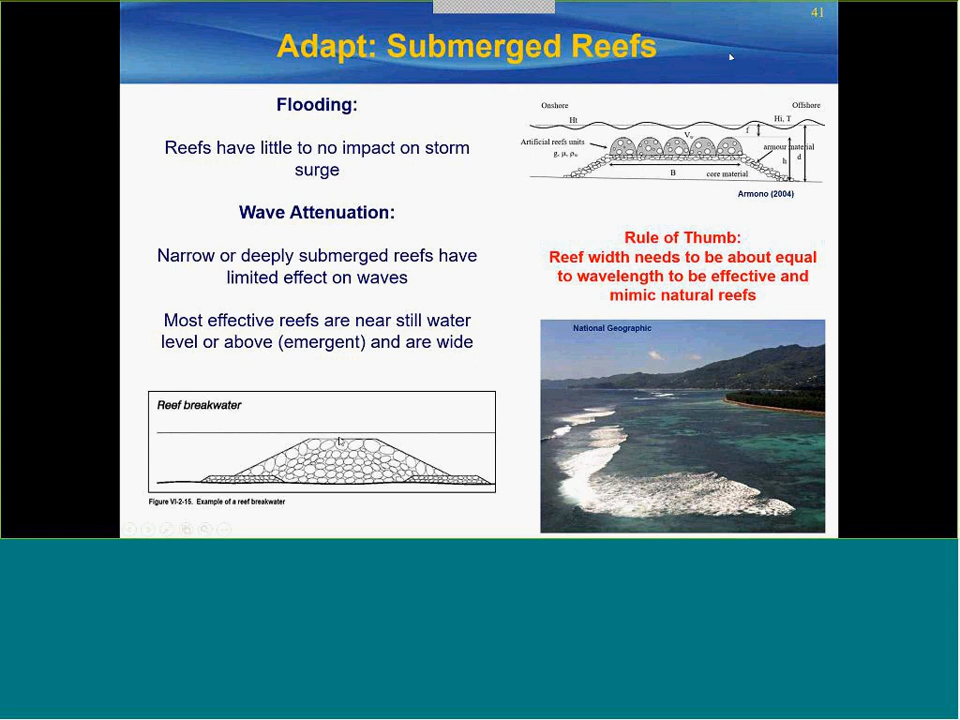 41
Adapt: Submerged Reefs
Flooding:
Reefs have little to no impact on storm
surge
Wave Attenuation:
Narrow or deeply submerged reefs have
limited effect on waves
Most effective reefs are near still water
level or above (emergent) and are wide
Reef breakwater
Figure VI-2-15. Example of a reef breakwater
Onshore
Offshore
Ht
Hi, T
f
Artificial reefs units
armour material
h
d
B
core material
Armono (2004)
Rule of Thumb:
Reef width needs to be about equal
to wavelength to be effective and
mimic natural reefs
National Geographic